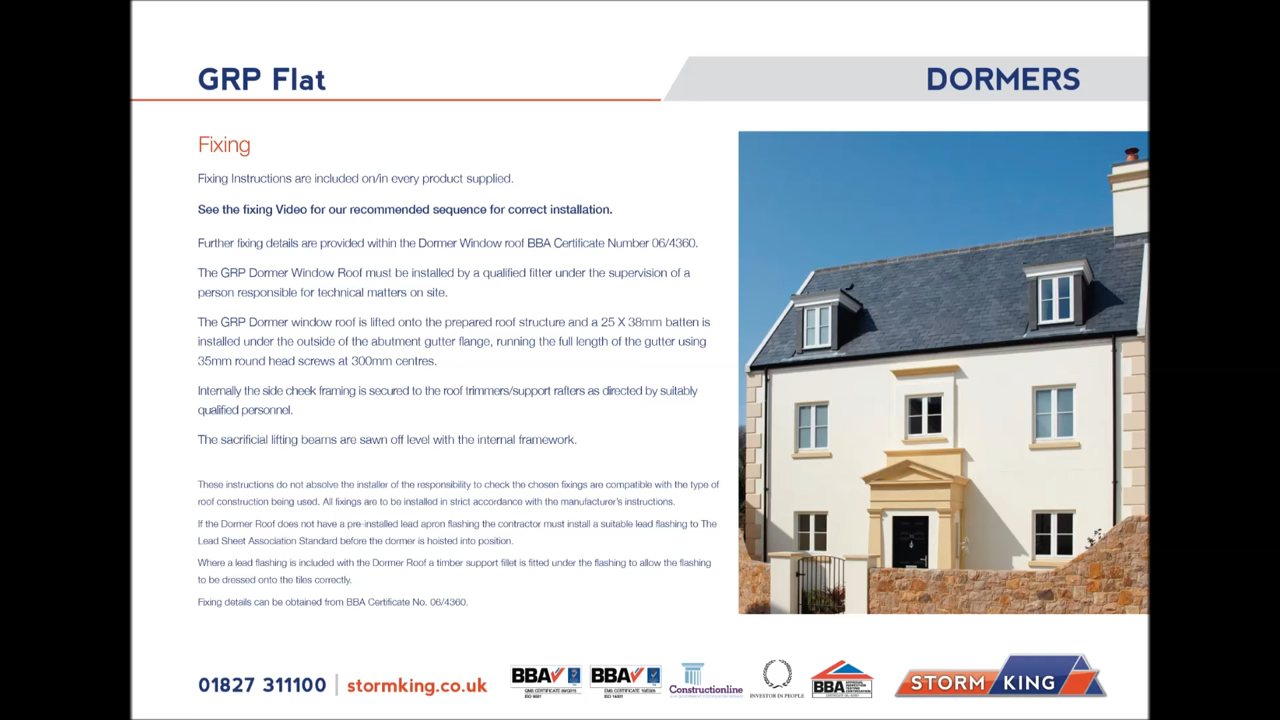 GRP Flat
DORMERS
Fixing
Fixing Instructions are included on/in every product supplied.
See the fixing Video for our recommended sequence for correct installation.
Further fixing details are provided within the Dormer Window roof BBA Certificate Number 06/4360.
The GRP Dormer Window Roof must be installed by a qualified fitter under the supervision of a
person responsible for technical matters on site.
The GRP Dormer window roof is lifted onto the prepared roof structure and a 25 X 38mm batten is
installed under the outside of the abutment gutter flange, running the full length of the gutter using
35mm round head screws at 300mm centres.
Internally the side cheek framing is secured to the roof trimmers/support rafters as directed by suitably
qualified personnel.
The sacrificial lifting beams are sawn off level with the internal framework.
These instructions do not absolve the installer of the responsibility to check the chosen fixings are compatible with the type of
roof construction being used. All fixings are to be installed in strict accordance with the manufacturer's instructions.
If the Dormer Roof does not have a pre-installed lead apron flashing the contractor must install a suitable lead flashing to The
Lead Sheet Association Standard before the dormer is hoisted into position.
Where a lead flashing is included with the Dormer Roof a timber support fillet is fitted under the flashing to allow the flashing
to be dressed onto the tiles correctly.
Fixing details can be obtained from BBA Certificate No. 06/4360.
01827 311100 | stormking.co.uk
BBA
ISO 9001
BBA
ISO 14001
Constructionline
INVESTOR IN PEOPLE
BBA
STORM KING